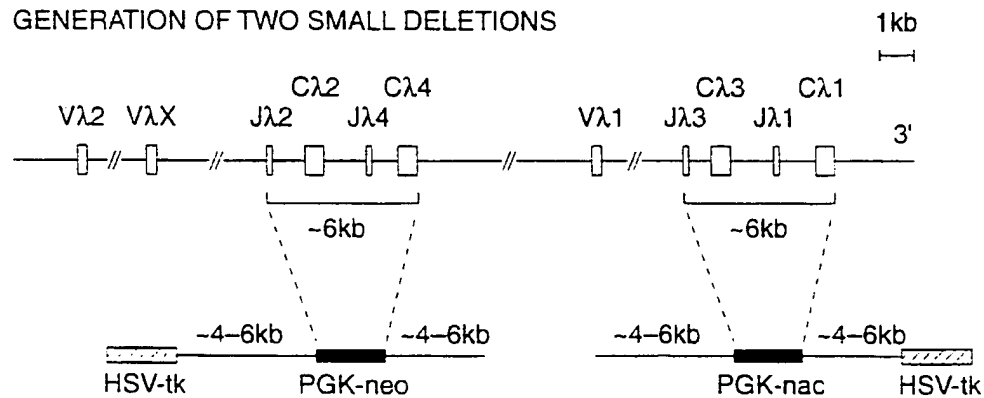 GENERATION OF TWO SMALL DELETIONS
1kb
Cλ2 Cλ4 Cλ3 Cλ1
Vλ2 VλX Jλ2 Jλ4 Vλ1 Jλ3 Jλ1 3'
// // // //
~6kb ~6kb
~4–6kb ~4–6kb ~4–6kb ~4–6kb
HSV-tk PGK-neo PGK-nac HSV-tk